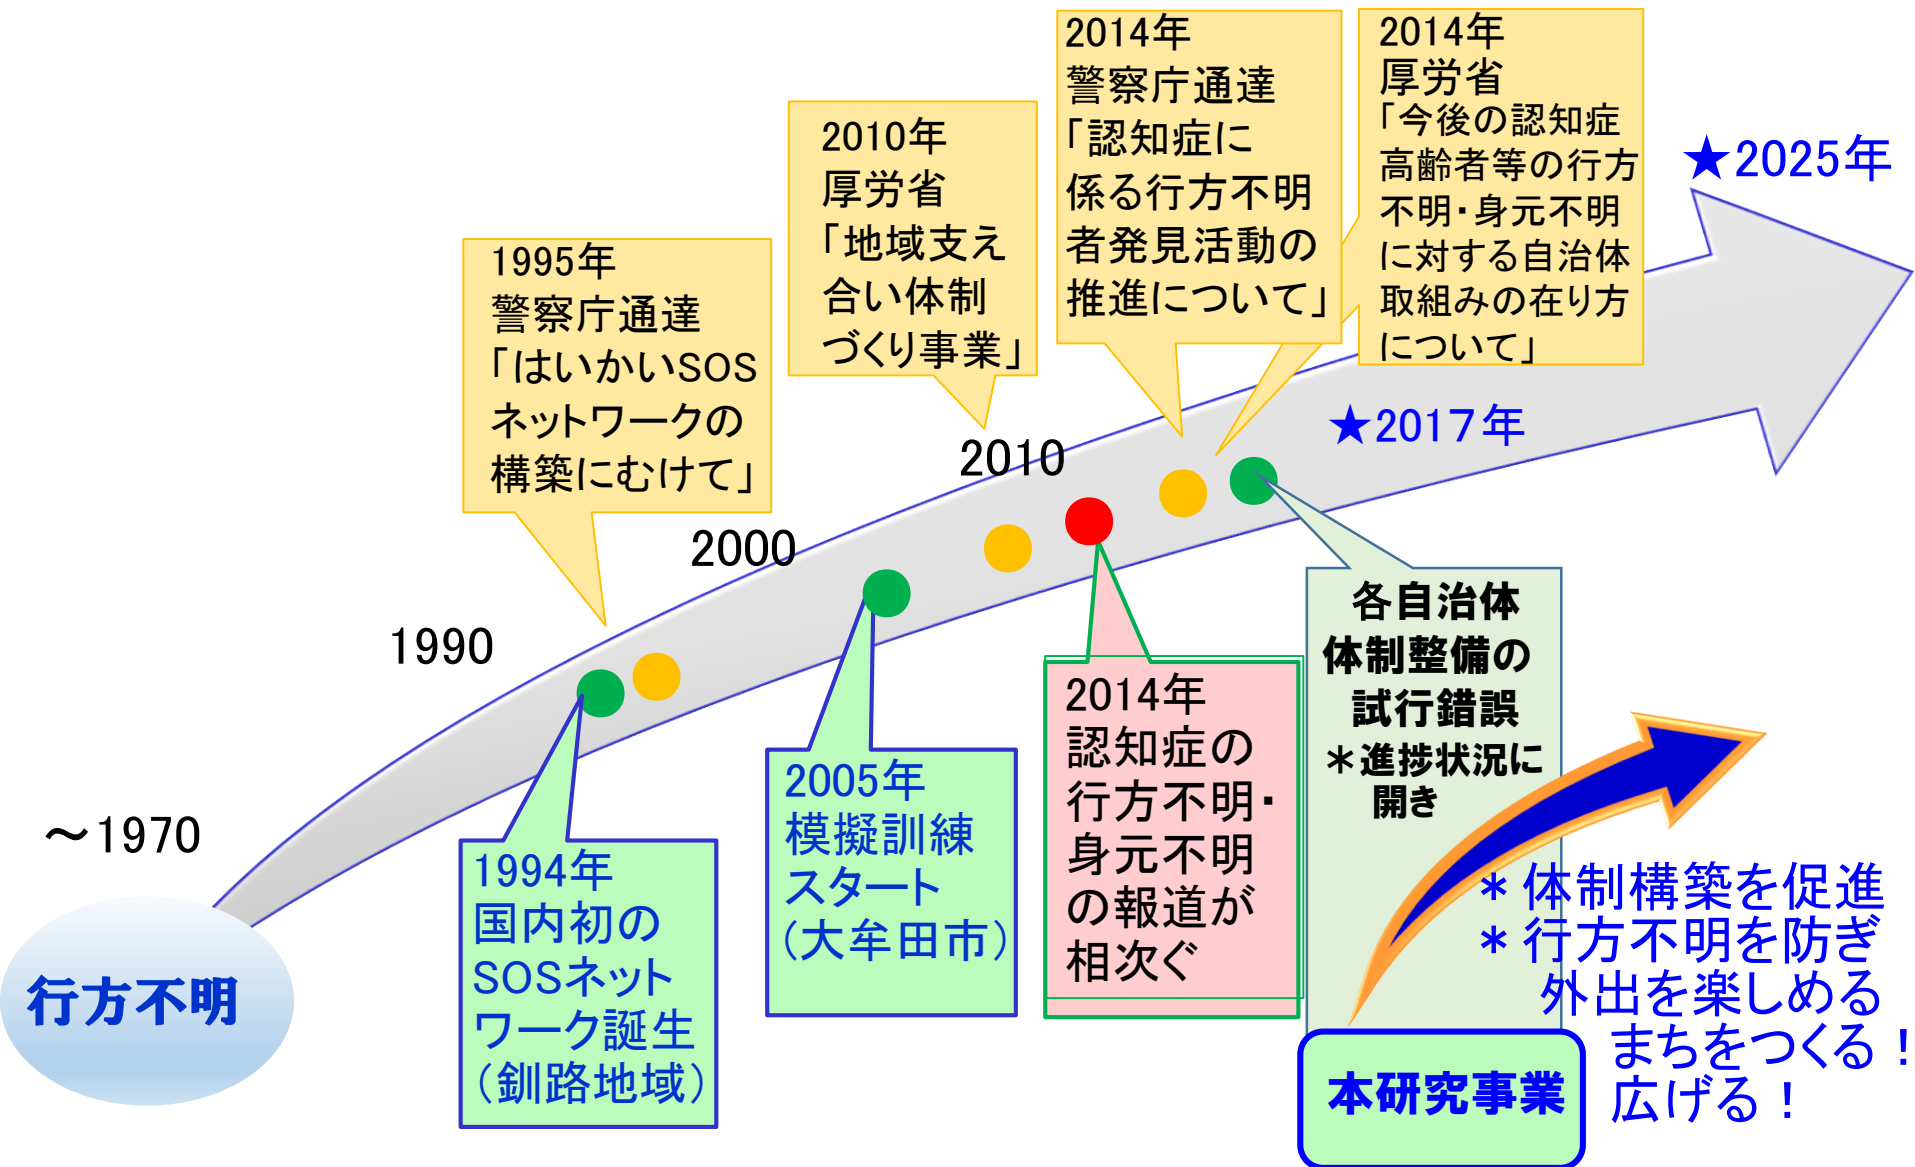 2014年
警察庁通達
「認知症に
係る行方不明
者発見活動の
推進について」
2014年
厚労省
「今後の認知症
高齢者等の行方
不明・身元不明
に対する自治体
取組みの在り方
について」
2010年
厚労省
「地域支え
合い体制
づくり事業」
★2025年
1995年
警察庁通達
「はいかいSOS
ネットワークの
構築にむけて」
★2017年
2010
2000
1990
～1970
行方不明
1994年
国内初の
SOSネット
ワーク誕生
（釧路地域）
2005年
模擬訓練
スタート
（大牟田市）
2014年
認知症の
行方不明・
身元不明
の報道が
相次ぐ
各自治体
体制整備の
試行錯誤
＊進捗状況に
開き
＊体制構築を促進
＊行方不明を防ぎ
外出を楽しめる
まちをつくる！
広げる！
本研究事業